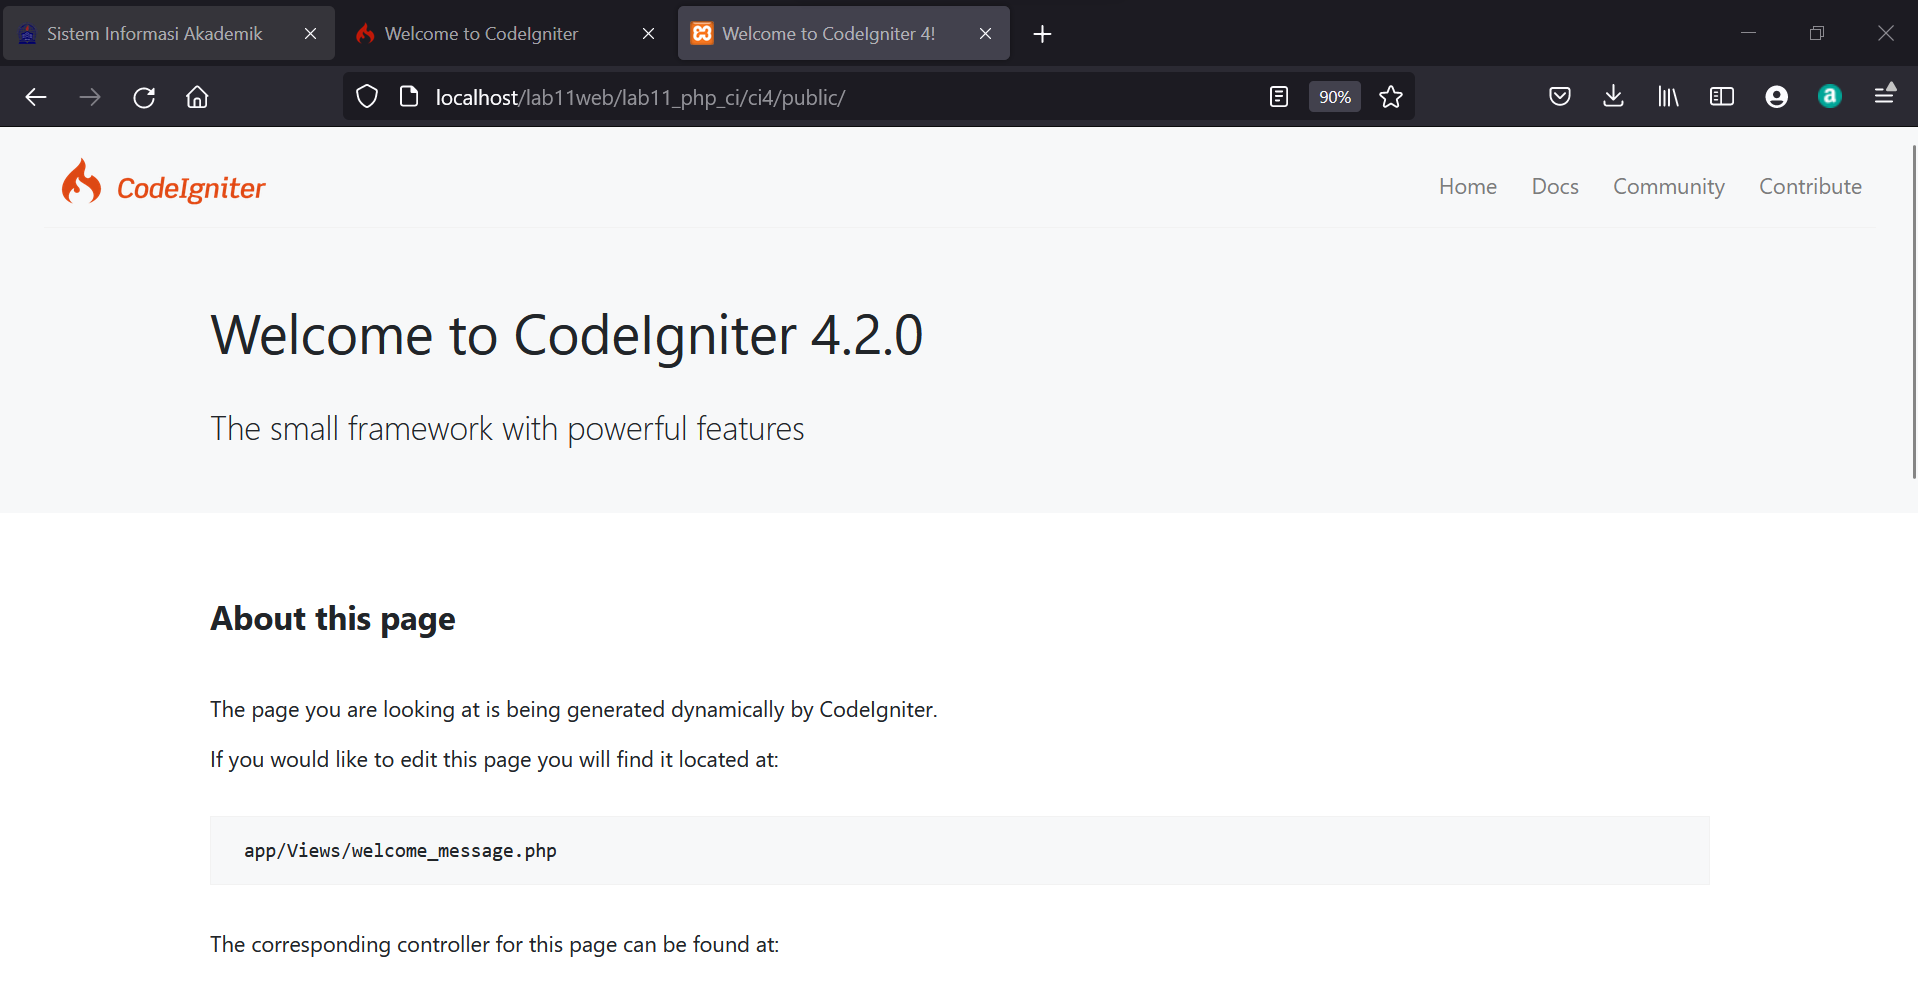 Sistem Informasi Akademik
Welcome to CodeIgniter
Welcome to CodeIgniter 4!
localhost/lab11web/lab11_php_ci/ci4/public/
90%
a
CodeIgniter
Home
Docs
Community
Contribute
Welcome to CodeIgniter 4.2.0
The small framework with powerful features
About this page
The page you are looking at is being generated dynamically by CodeIgniter.
If you would like to edit this page you will find it located at:
app/Views/welcome_message.php
The corresponding controller for this page can be found at: